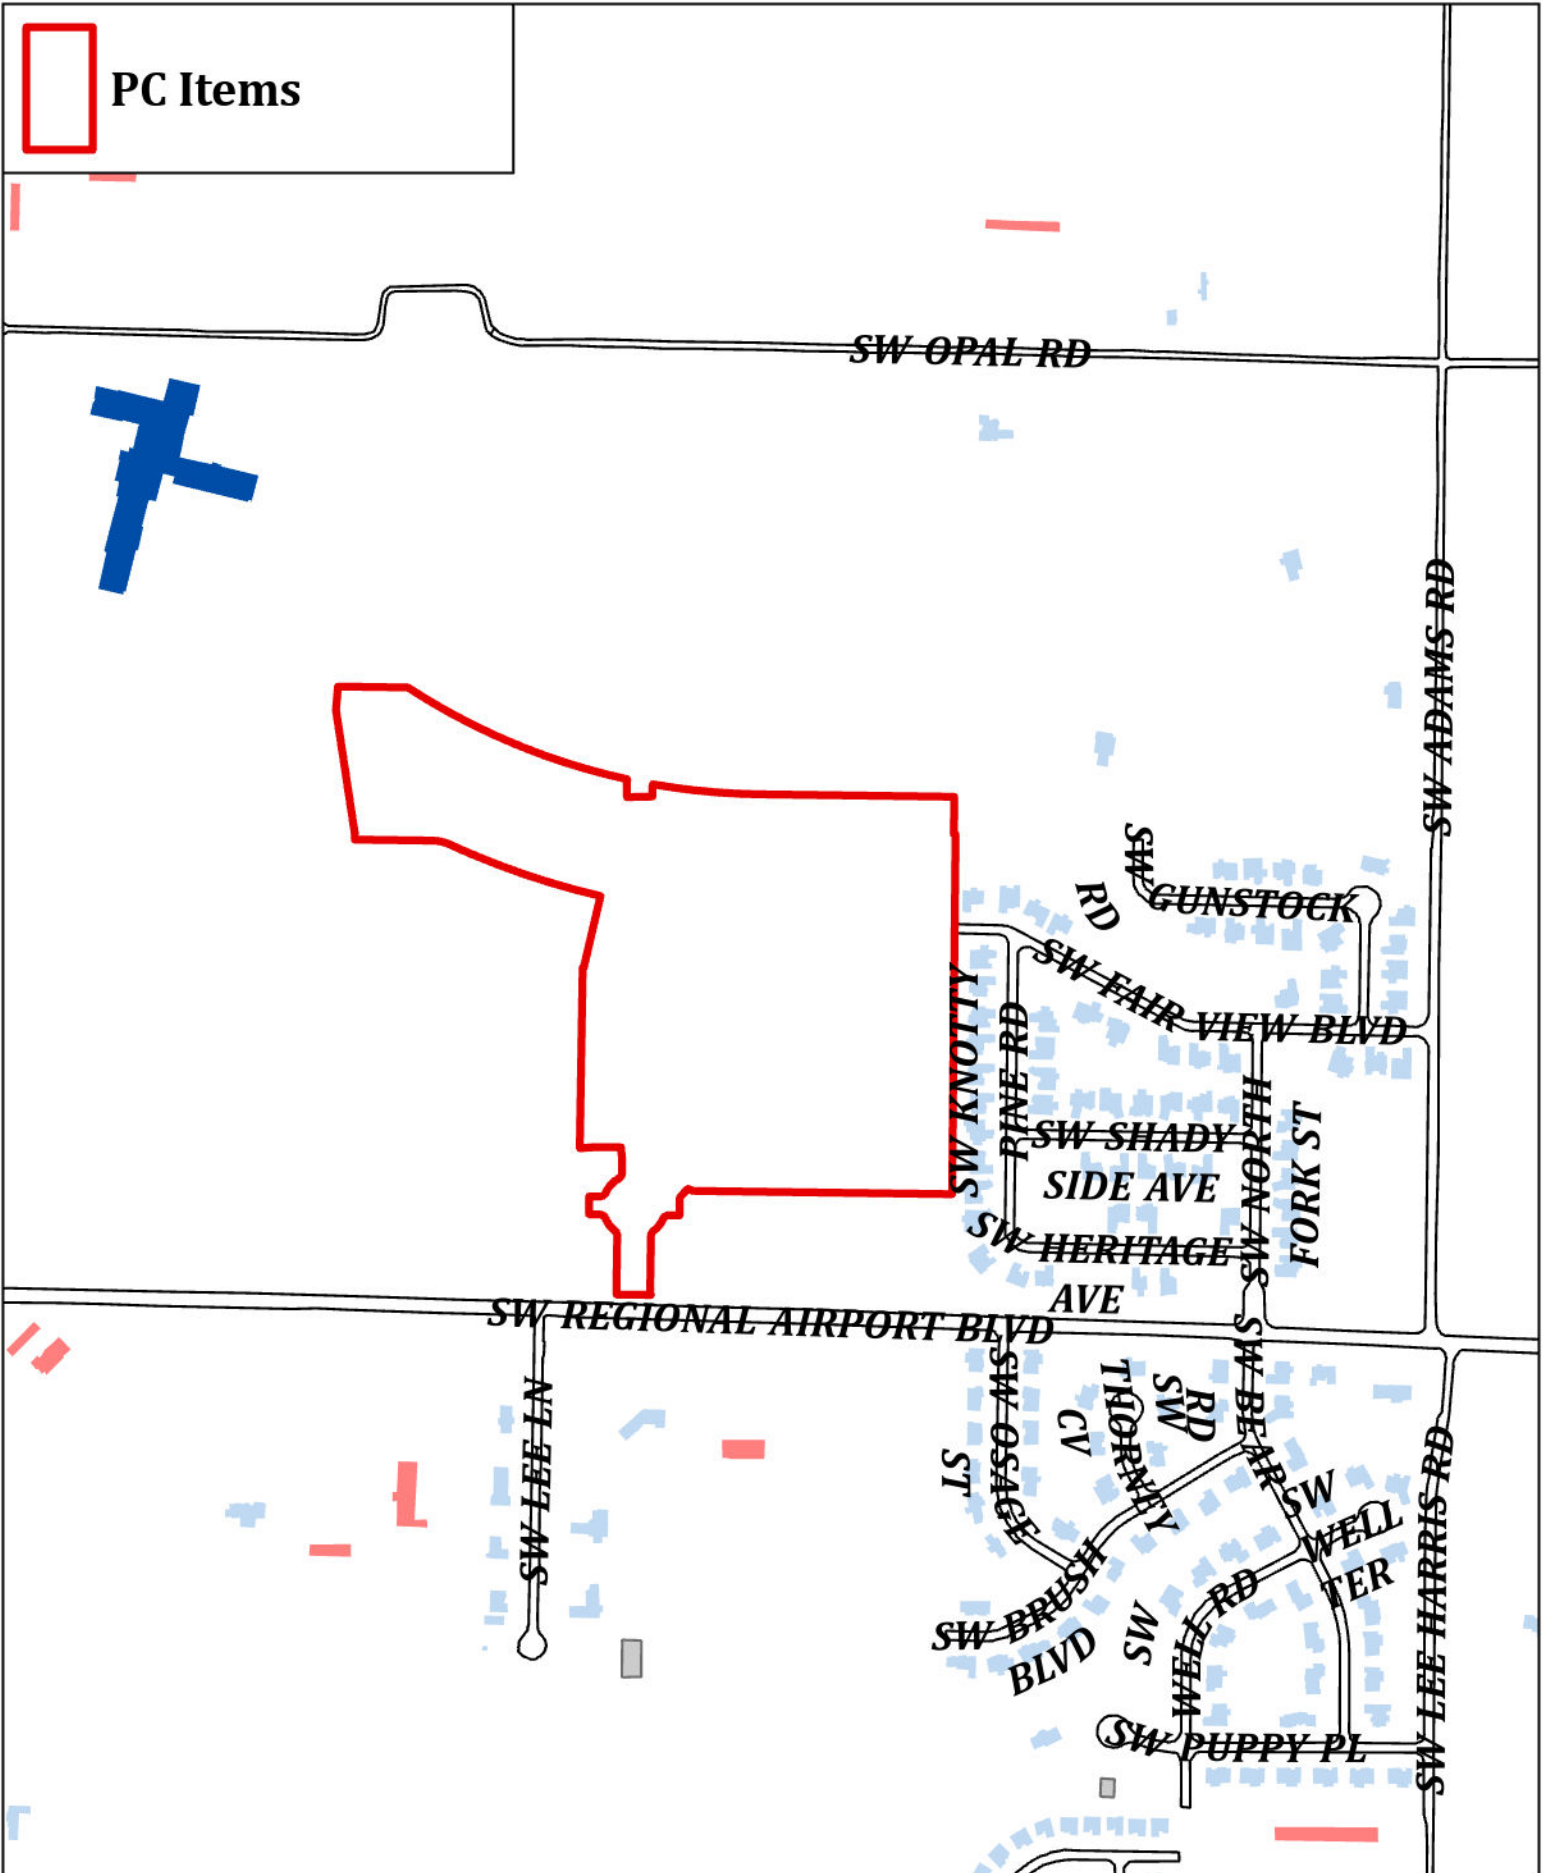 PC Items
SW OPAL RD
SW ADAMS RD
SW GUNSTOCK
RD
SW FAIR VIEW BLVD
SW KNOTTY
PINE RD
SW SHADY
SIDE AVE
SW NORTH
FORK ST
SW HERITAGE
AVE
SW REGIONAL AIRPORT BLVD
SW LEE LN
SW OSAGE
ST
SW THORNEY
CV
RD
SW BEAR
SW WELL
TER
SW BRUSH
BLVD
SW
WELL RD
SW LEE HARRIS RD
SW PUPPY PL